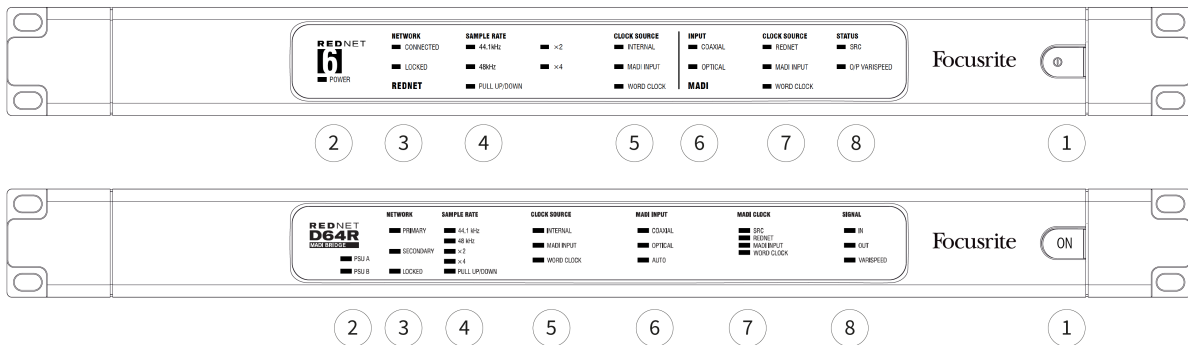 REDNET
6
POWER
NETWORK
CONNECTED
LOCKED
REDNET
SAMPLE RATE
44.1kHz
×2
48kHz
×4
PULL UP/DOWN
CLOCK SOURCE
INTERNAL
MADI INPUT
WORD CLOCK
INPUT
COAXIAL
OPTICAL
MADI
CLOCK SOURCE
REDNET
MADI INPUT
WORD CLOCK
STATUS
SRC
O/P VARISPEED
Focusrite
2 3 4 5 6 7 8 1
REDNET
D64R
MADI BRIDGE
PSU A
PSU B
NETWORK
PRIMARY
SECONDARY
LOCKED
SAMPLE RATE
44.1 kHz
48 kHz
×2
×4
PULL UP/DOWN
CLOCK SOURCE
INTERNAL
MADI INPUT
WORD CLOCK
MADI INPUT
COAXIAL
OPTICAL
AUTO
MADI CLOCK
SRC
REDNET
MADI INPUT
WORD CLOCK
SIGNAL
IN
OUT
VARISPEED
Focusrite
ON
2 3 4 5 6 7 8 1